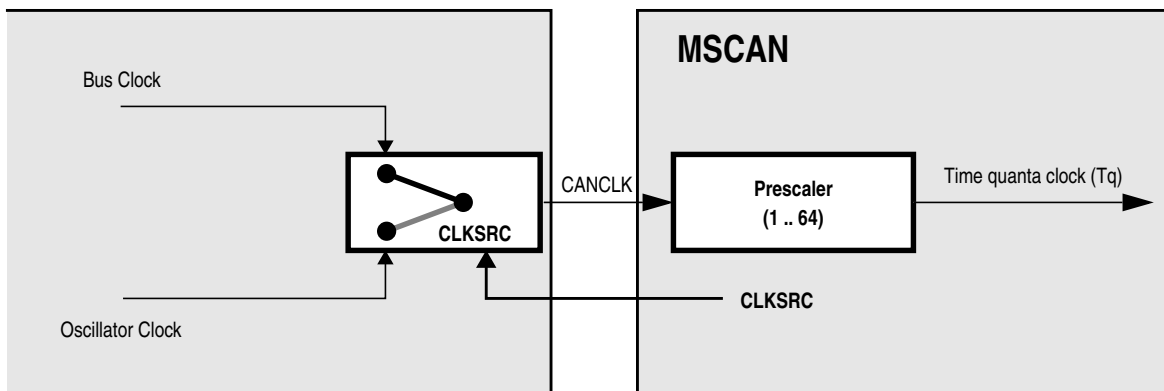 MSCAN
Bus Clock
CANCLK
Time quanta clock (Tq)
Prescaler
(1 .. 64)
CLKSRC
CLKSRC
Oscillator Clock